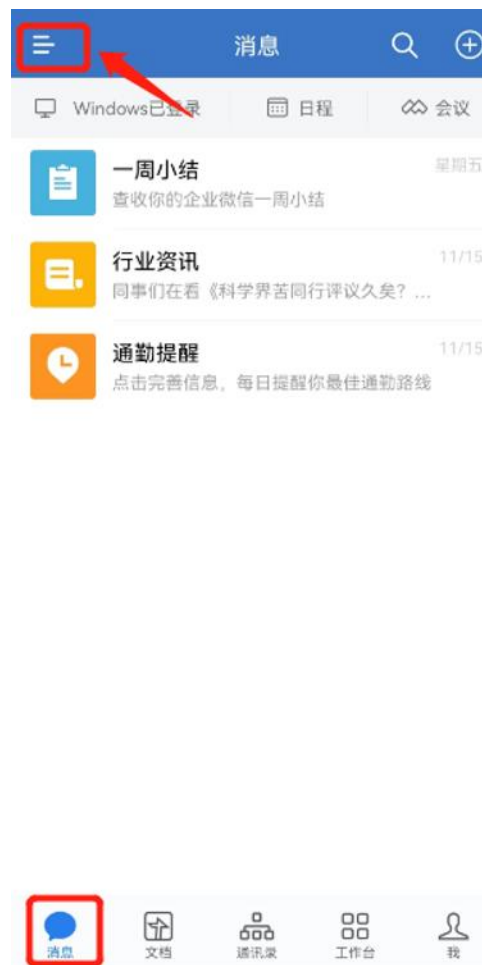 消息
Windows已登录 日程 会议
一周小结 星期五
查收你的企业微信一周小结
行业资讯 11/15
同事们在看《科学界苦同行评议久矣？...
通勤提醒 11/15
点击完善信息，每日提醒你最佳通勤路线
消息 文档 通讯录 工作台 我